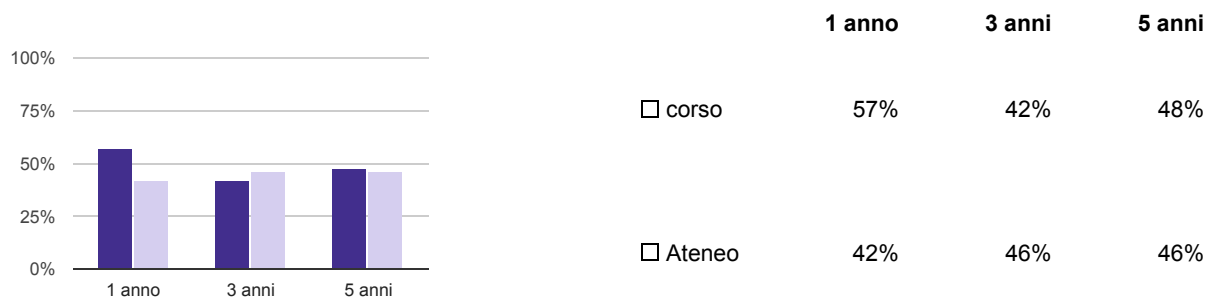 100%
75%
50%
25%
0%
1 anno 3 anni 5 anni
1 anno 3 anni 5 anni
corso 57% 42% 48%
Ateneo 42% 46% 46%